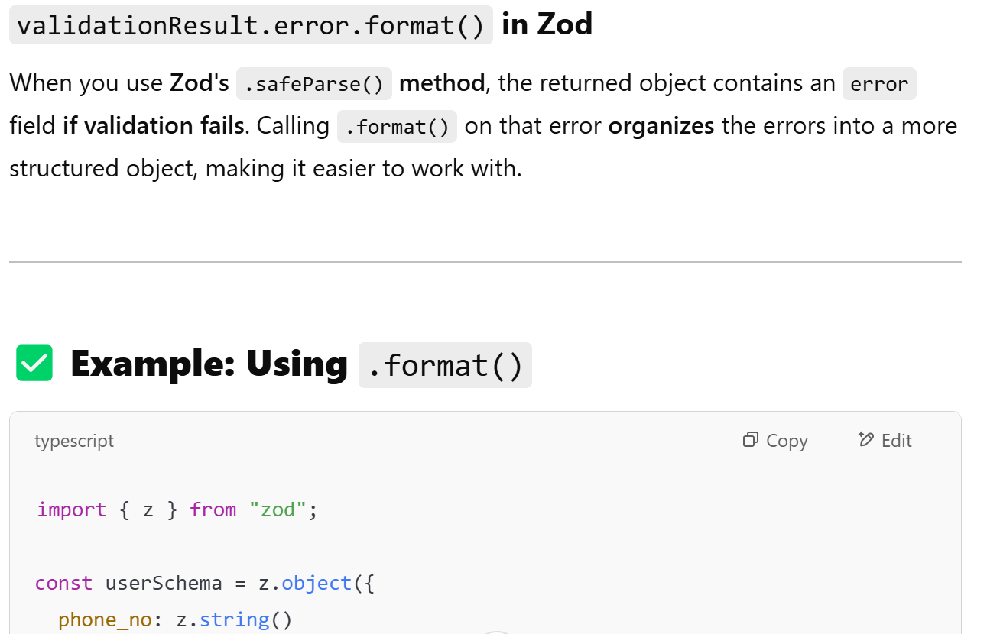 validationResult.error.format() in Zod
When you use Zod's .safeParse() method, the returned object contains an error
field if validation fails. Calling .format() on that error organizes the errors into a more
structured object, making it easier to work with.
✅ Example: Using .format()
typescript Copy Edit
import { z } from "zod";
const userSchema = z.object({
phone_no: z.string()